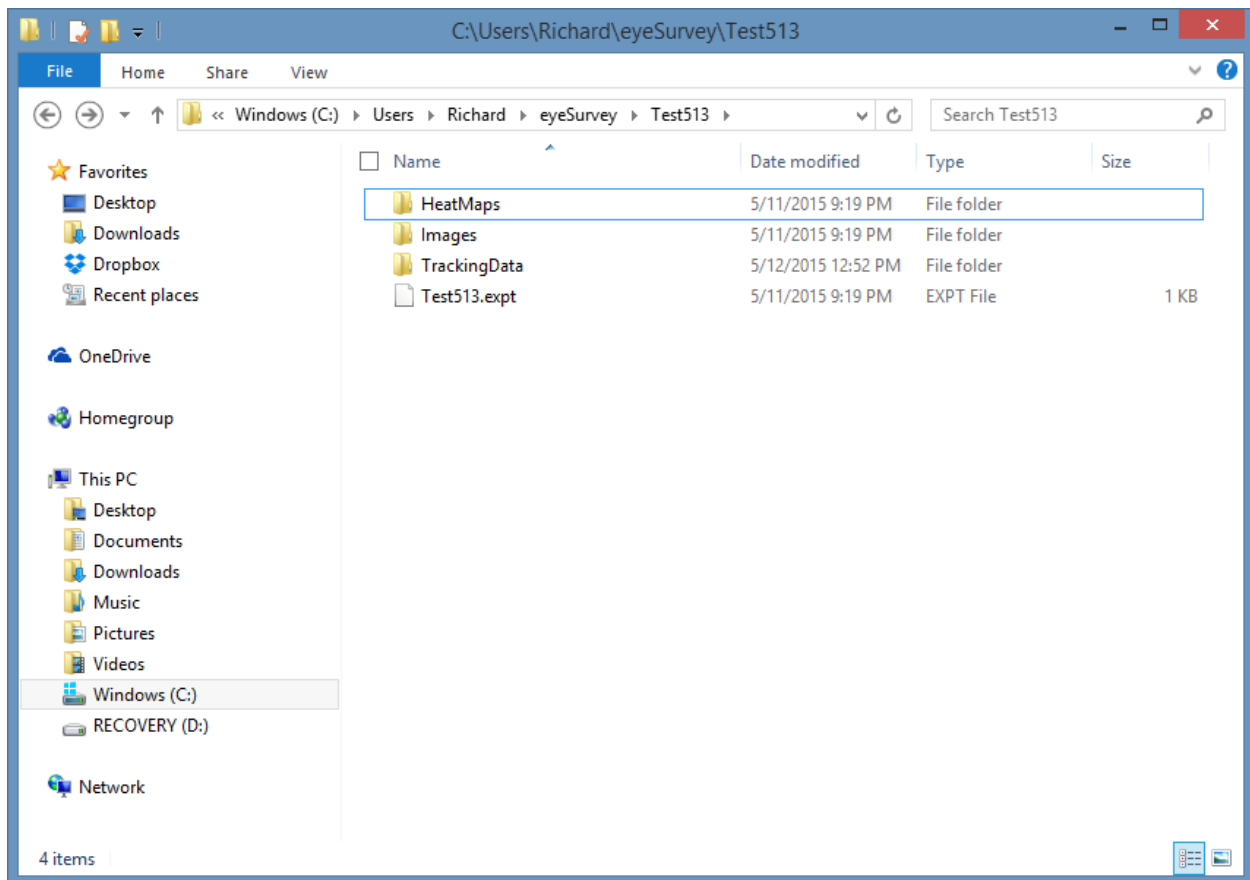 C:\Users\Richard\eyeSurvey\Test513
File Home Share View
« Windows (C:) Users Richard eyeSurvey Test513 Search Test513
Name Date modified Type Size
Favorites
Desktop
Downloads
Dropbox
Recent places
OneDrive
Homegroup
This PC
Desktop
Documents
Downloads
Music
Pictures
Videos
Windows (C:)
RECOVERY (D:)
Network
HeatMaps 5/11/2015 9:19 PM File folder
Images 5/11/2015 9:19 PM File folder
TrackingData 5/12/2015 12:52 PM File folder
Test513.expt 5/11/2015 9:19 PM EXPT File 1 KB
4 items